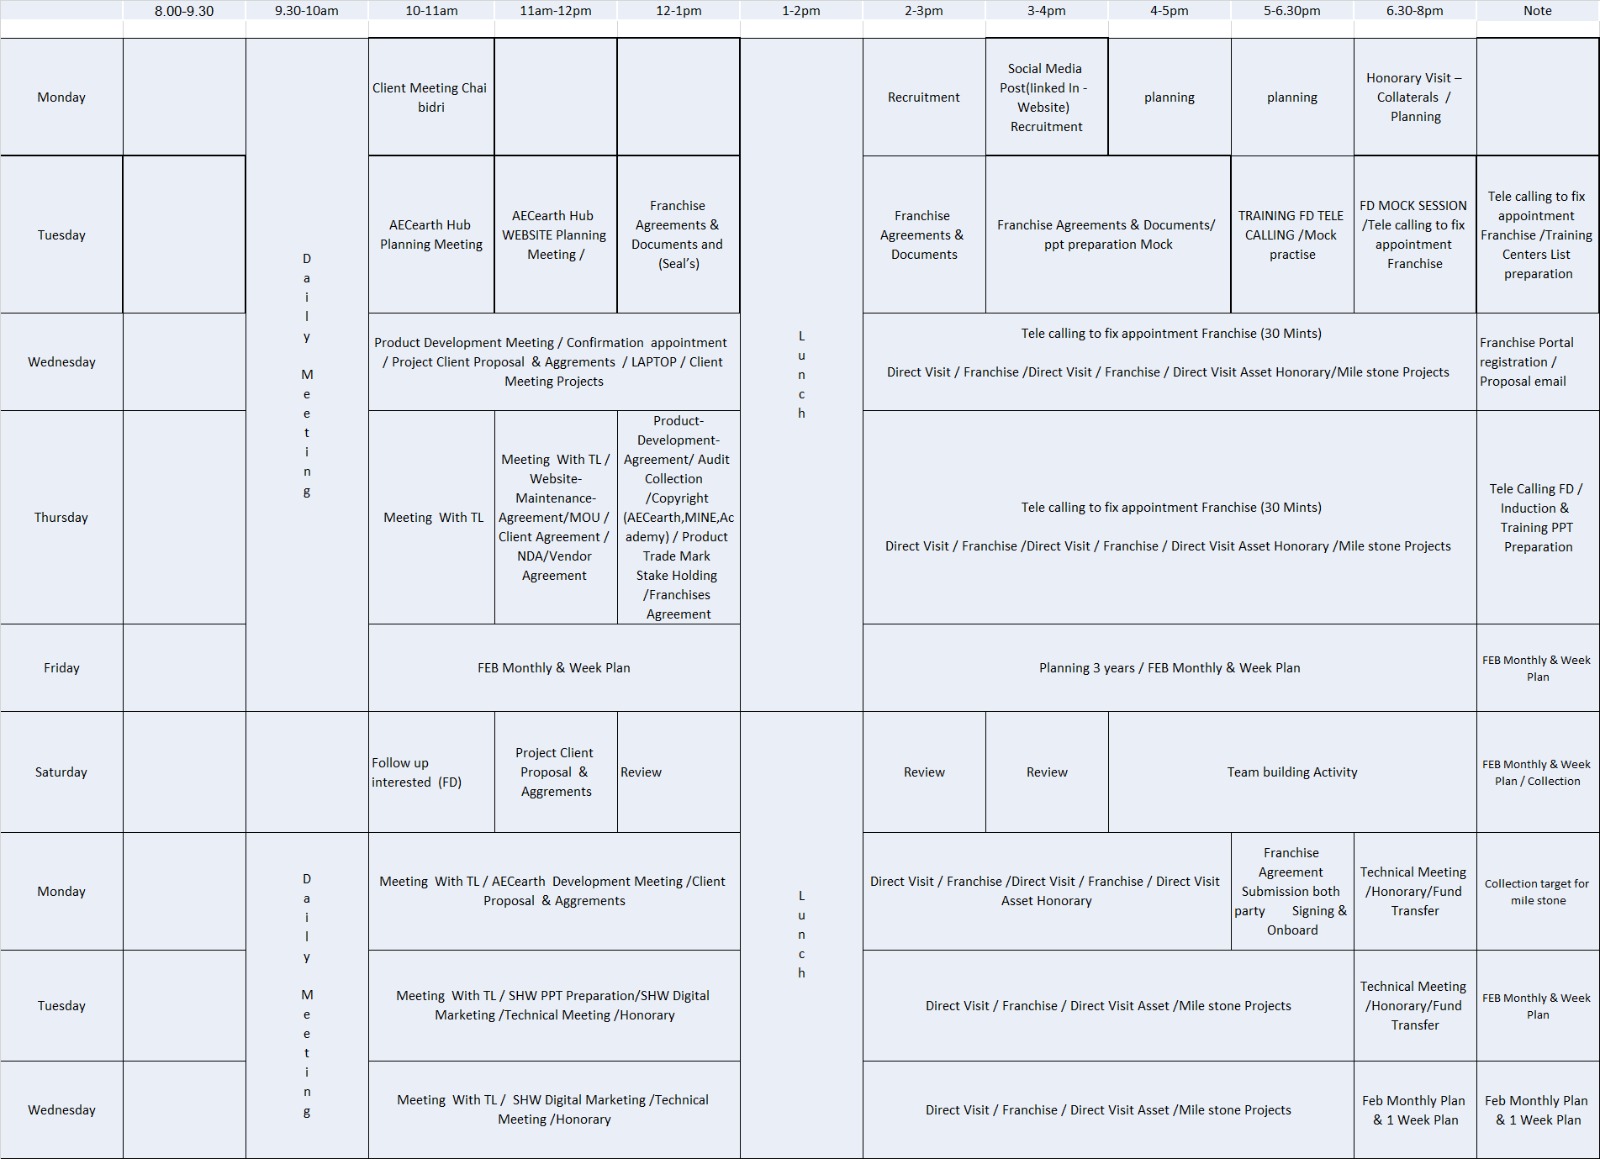 8.00-9.30
9.30-10am
10-11am
11am-12pm
12-1pm
1-2pm
2-3pm
3-4pm
4-5pm
5-6.30pm
6.30-8pm
Note
Monday
Client Meeting Chai
bidri
Recruitment
Social Media
Post(linked In -
Website)
Recruitment
planning
planning
Honorary Visit –
Collaterals /
Planning
Tuesday
AECearth Hub
Planning Meeting
AECearth Hub
WEBSITE Planning
Meeting /
Franchise
Agreements &
Documents and
(Seal’s)
Franchise
Agreements &
Documents
Franchise Agreements & Documents/
ppt preparation Mock
TRAINING FD TELE
CALLING /Mock
practise
FD MOCK SESSION
/Tele calling to fix
appointment
Franchise
Tele calling to fix
appointment
Franchise /Training
Centers List
preparation
D
a
i
l
y
M
e
e
t
i
n
g
L
u
n
c
h
Wednesday
Product Development Meeting / Confirmation appointment
/ Project Client Proposal & Aggrements / LAPTOP / Client
Meeting Projects
Tele calling to fix appointment Franchise (30 Mints)
Direct Visit / Franchise /Direct Visit / Franchise / Direct Visit Asset Honorary/Mile stone Projects
Franchise Portal
registration /
Proposal email
Thursday
Meeting With TL
Meeting With TL /
Website-
Maintenance-
Agreement/MOU /
Client Agreement /
NDA/Vendor
Agreement
Product-
Development-
Agreement/ Audit
Collection
/Copyright
(AECearth,MINE,Ac
ademy) / Product
Trade Mark
Stake Holding
/Franchises
Agreement
Tele calling to fix appointment Franchise (30 Mints)
Direct Visit / Franchise /Direct Visit / Franchise / Direct Visit Asset Honorary /Mile stone Projects
Tele Calling FD /
Induction &
Training PPT
Preparation
Friday
FEB Monthly & Week Plan
Planning 3 years / FEB Monthly & Week Plan
FEB Monthly & Week
Plan
Saturday
Follow up
interested (FD)
Project Client
Proposal &
Aggrements
Review
Review
Review
Team building Activity
FEB Monthly & Week
Plan / Collection
Monday
D
a
i
l
y
M
e
e
t
i
n
g
Meeting With TL / AECearth Development Meeting /Client
Proposal & Aggrements
L
u
n
c
h
Direct Visit / Franchise /Direct Visit / Franchise / Direct Visit
Asset Honorary
Franchise
Agreement
Submission both
party Signing &
Onboard
Technical Meeting
/Honorary/Fund
Transfer
Collection target for
mile stone
Tuesday
Meeting With TL / SHW PPT Preparation/SHW Digital
Marketing /Technical Meeting /Honorary
Direct Visit / Franchise / Direct Visit Asset /Mile stone Projects
Technical Meeting
/Honorary/Fund
Transfer
FEB Monthly & Week
Plan
Wednesday
Meeting With TL / SHW Digital Marketing /Technical
Meeting /Honorary
Direct Visit / Franchise / Direct Visit Asset /Mile stone Projects
Feb Monthly Plan
& 1 Week Plan
Feb Monthly Plan
& 1 Week Plan